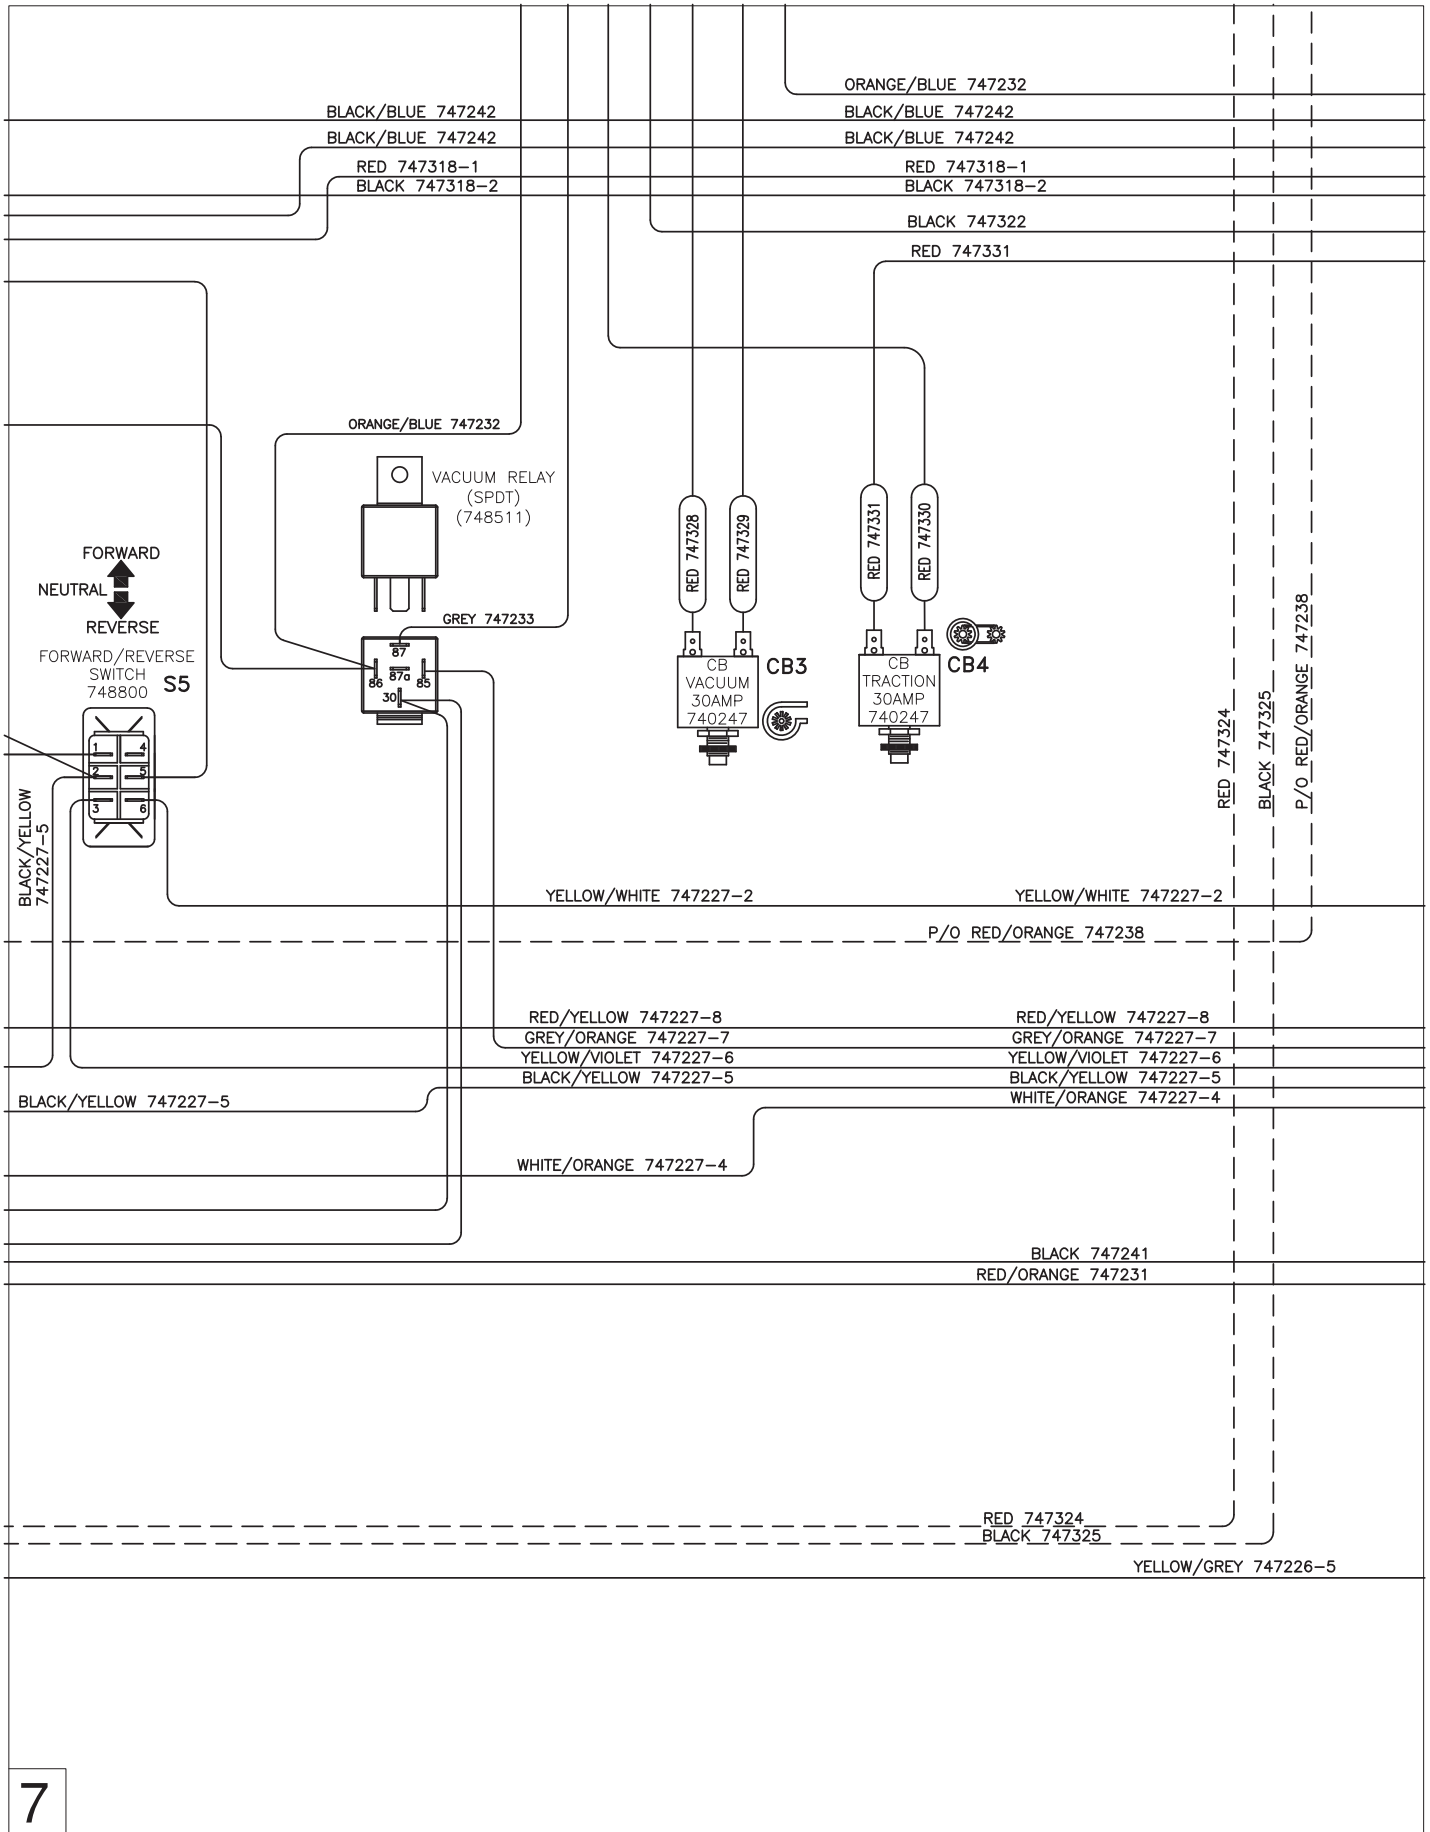 ORANGE/BLUE 747232
BLACK/BLUE 747242
BLACK/BLUE 747242
BLACK/BLUE 747242
BLACK/BLUE 747242
RED 747318-1
RED 747318-1
BLACK 747318-2
BLACK 747318-2
BLACK 747322
RED 747331
ORANGE/BLUE 747232
VACUUM RELAY
(SPDT)
(748511)
RED 747328
RED 747329
RED 747331
RED 747330
FORWARD
NEUTRAL
REVERSE
FORWARD/REVERSE
SWITCH
748800
S5
GREY 747233
87
87a
86
85
30
CB
VACUUM
30AMP
740247
CB3
CB
TRACTION
30AMP
740247
CB4
RED 747324
BLACK 747325
P/O RED/ORANGE 747238
1
4
2
5
3
6
BLACK/YELLOW
747227-5
YELLOW/WHITE 747227-2
YELLOW/WHITE 747227-2
P/O RED/ORANGE 747238
RED/YELLOW 747227-8
RED/YELLOW 747227-8
GREY/ORANGE 747227-7
GREY/ORANGE 747227-7
YELLOW/VIOLET 747227-6
YELLOW/VIOLET 747227-6
BLACK/YELLOW 747227-5
BLACK/YELLOW 747227-5
BLACK/YELLOW 747227-5
WHITE/ORANGE 747227-4
WHITE/ORANGE 747227-4
BLACK 747241
RED/ORANGE 747231
RED 747324
BLACK 747325
YELLOW/GREY 747226-5
7